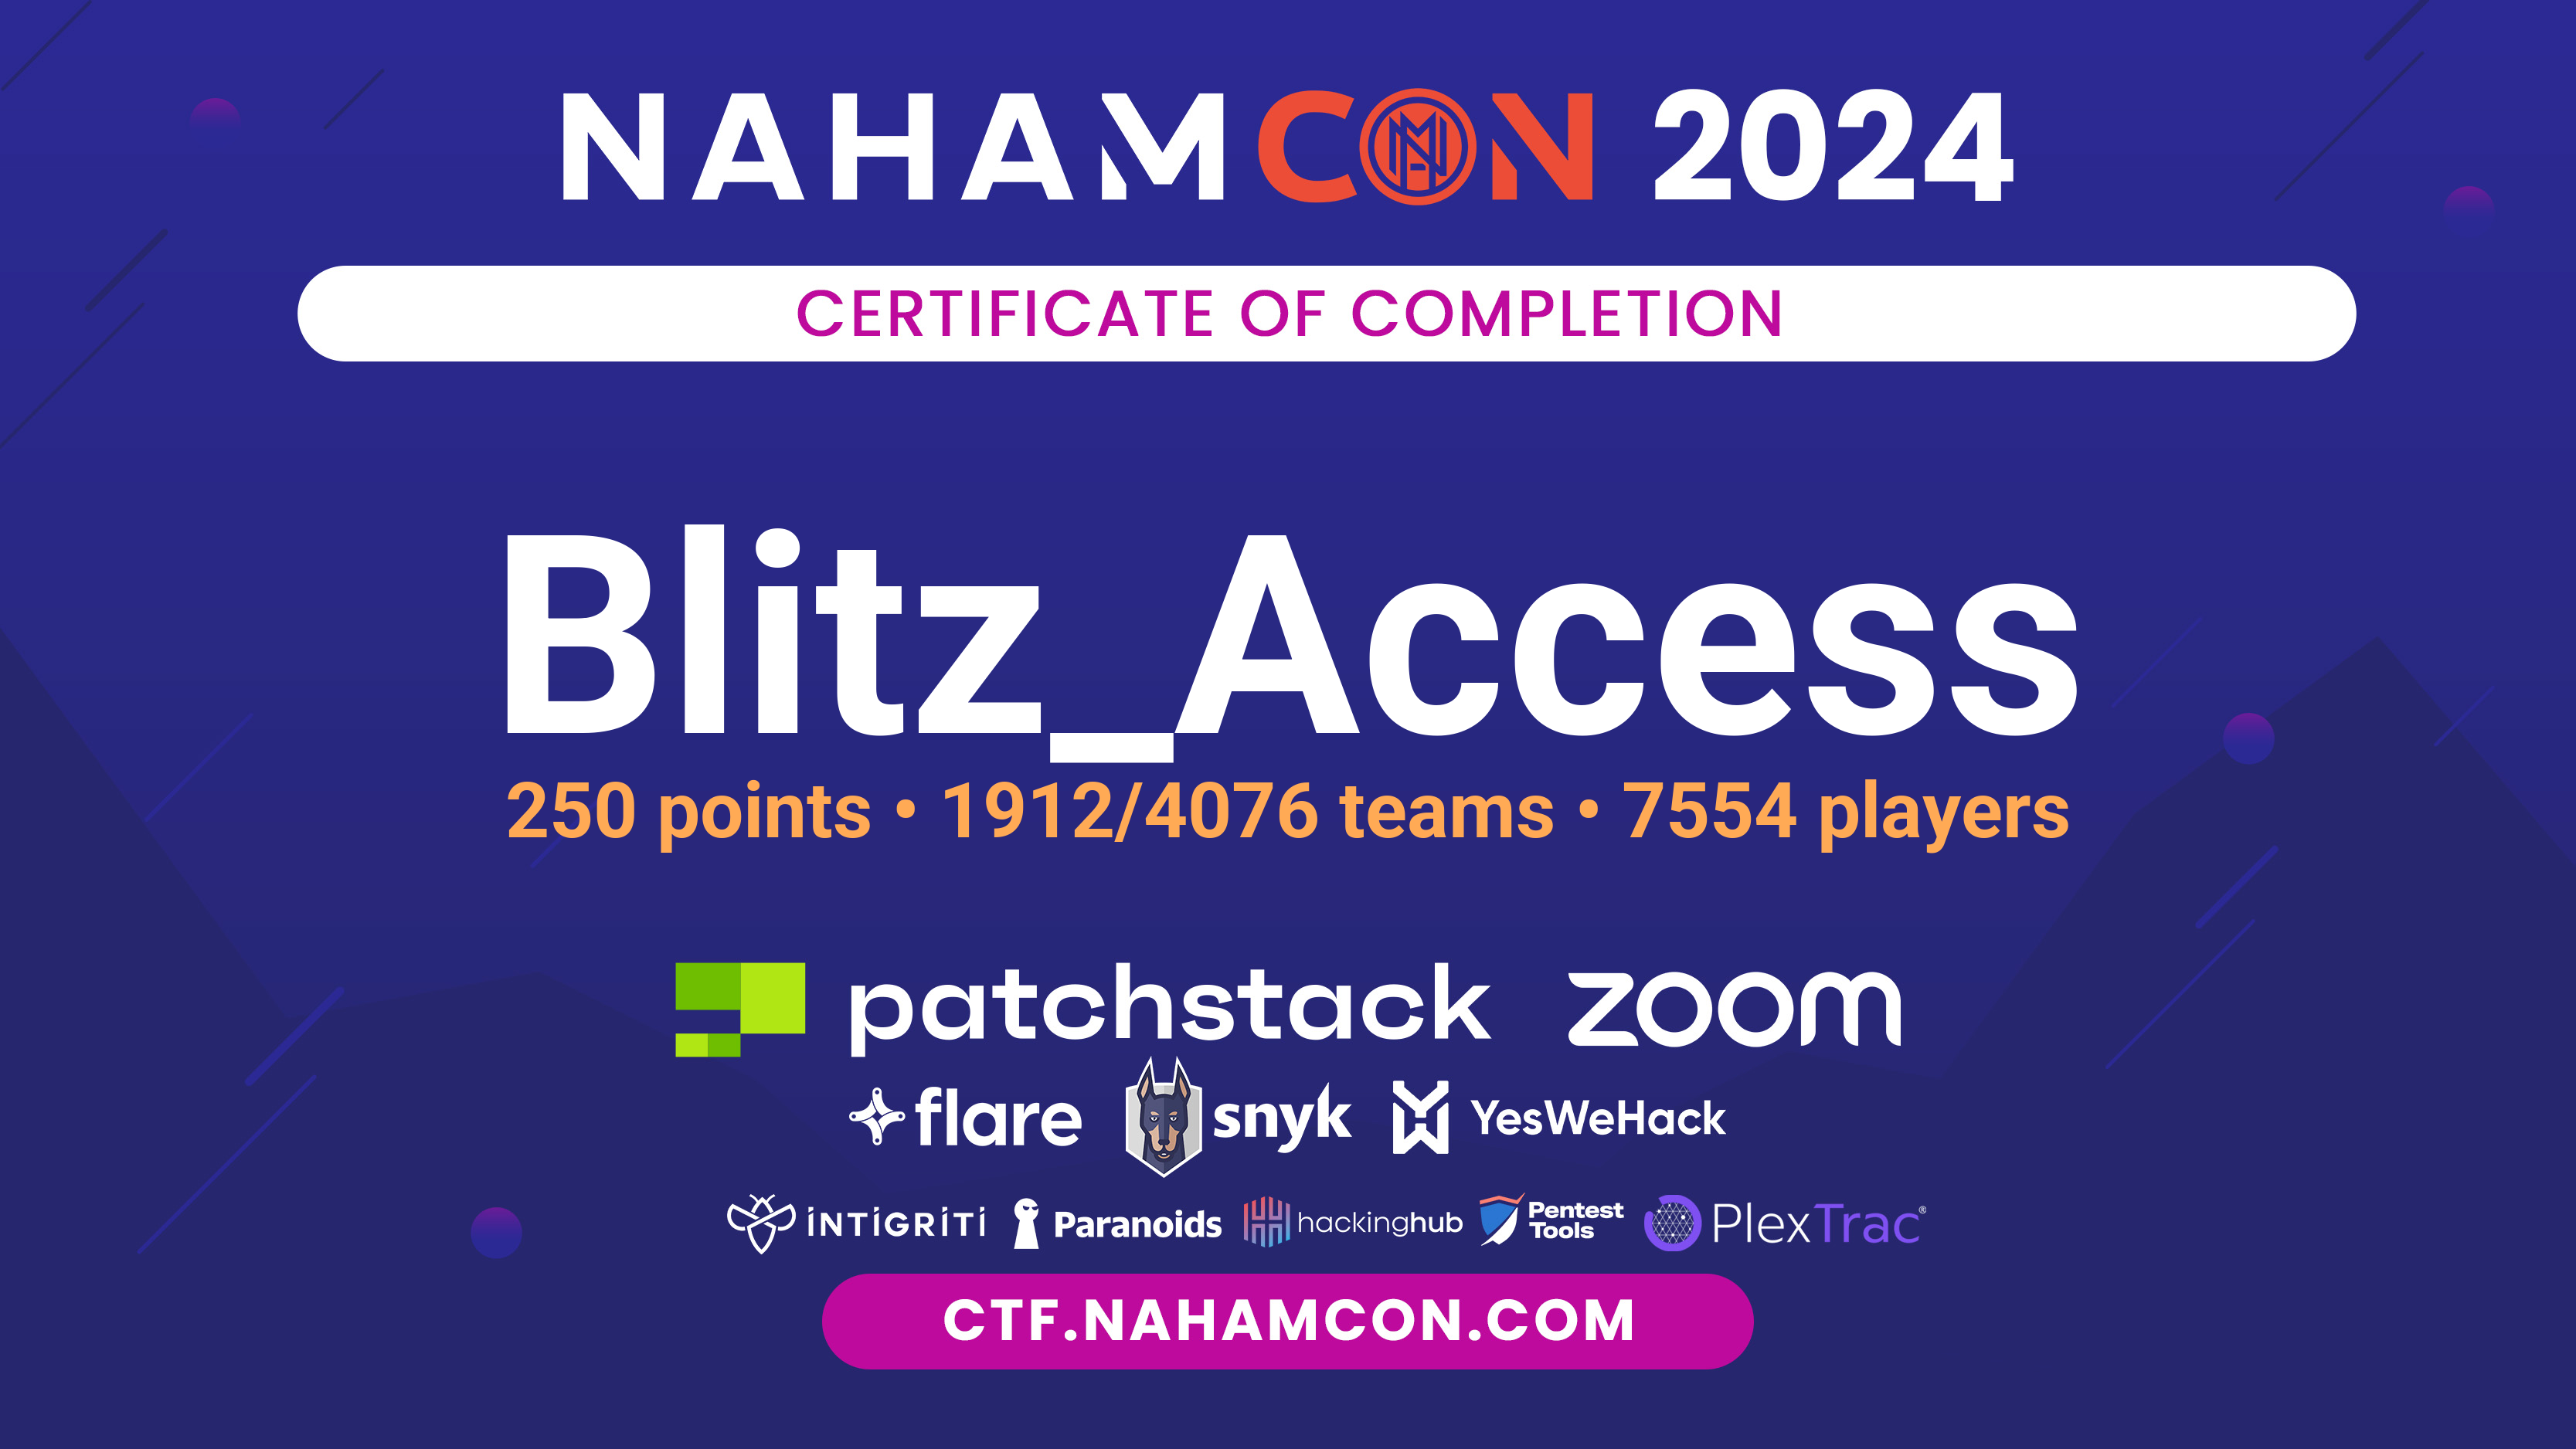 NAHAMCON 2024
CERTIFICATE OF COMPLETION
Blitz_Access
250 points • 1912/4076 teams • 7554 players
patchstack zoom
flare snyk YesWeHack
INTIGRITI Paranoids hackinghub Pentest Tools PlexTrac®
CTF.NAHAMCON.COM